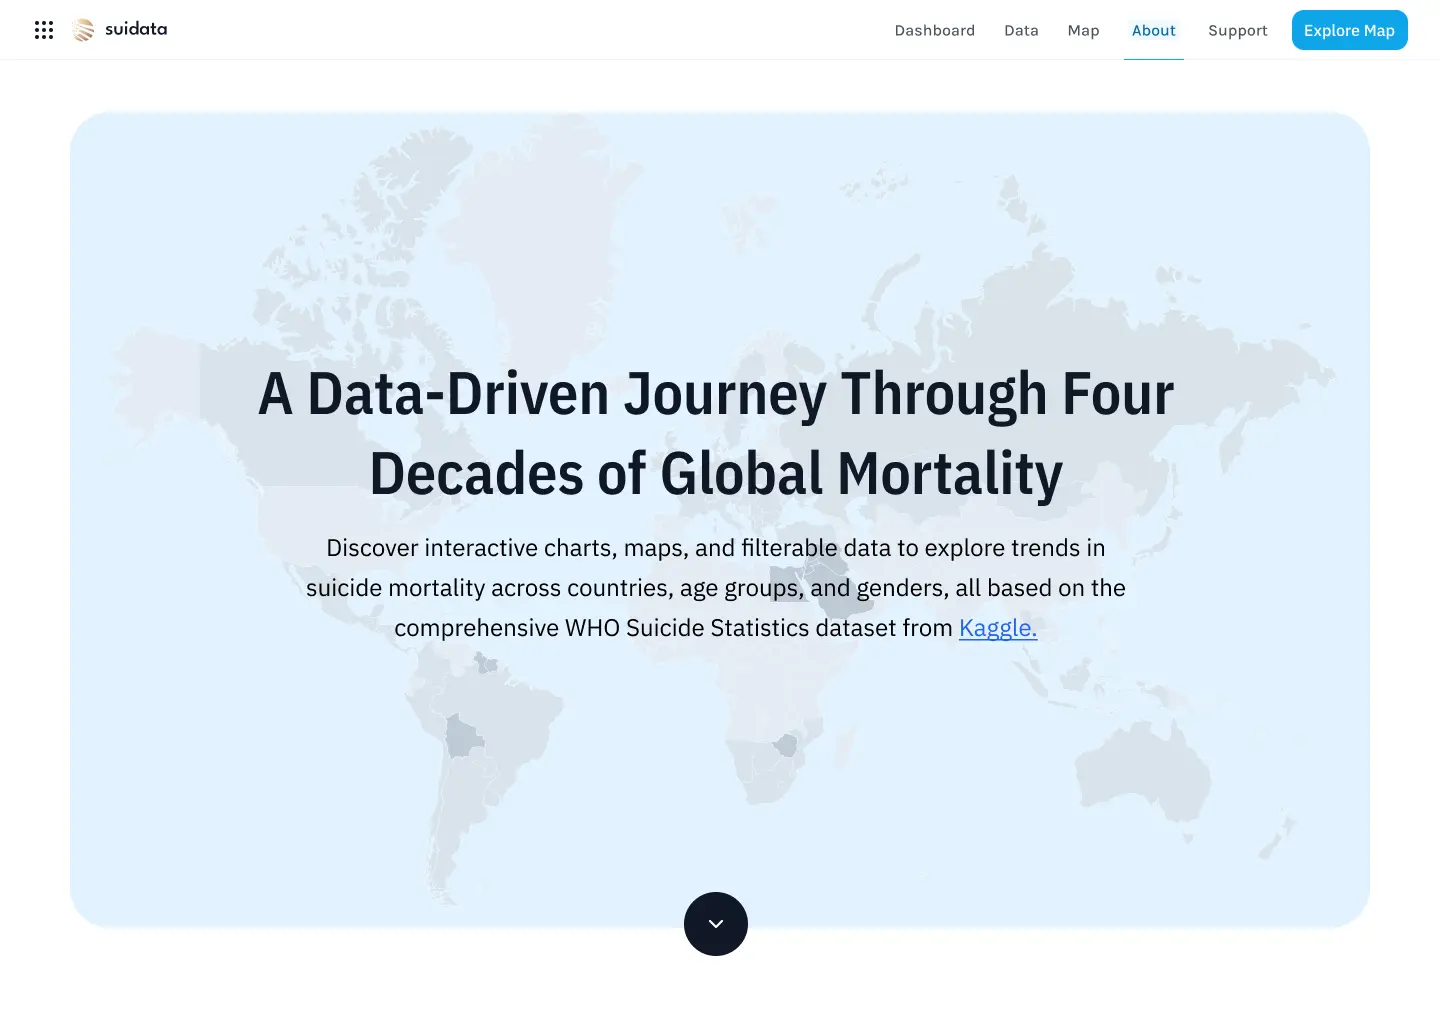 suidata
Dashboard
Data
Map
About
Support
Explore Map
A Data-Driven Journey Through Four
Decades of Global Mortality
Discover interactive charts, maps, and filterable data to explore trends in
suicide mortality across countries, age groups, and genders, all based on the
comprehensive WHO Suicide Statistics dataset from Kaggle.